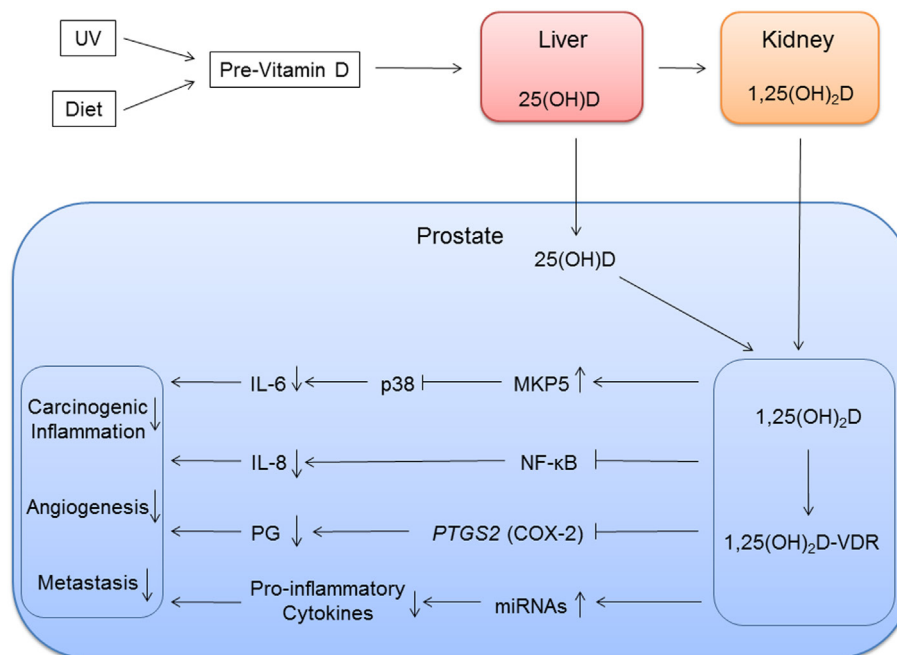 UV
Diet
Pre-Vitamin D
Liver
25(OH)D
Kidney
1,25(OH)₂D
Prostate
25(OH)D
Carcinogenic
Inflammation
Angiogenesis
Metastasis
IL-6
p38
MKP5
IL-8
NF-κB
PG
PTGS2 (COX-2)
Pro-inflammatory
Cytokines
miRNAs
1,25(OH)₂D
1,25(OH)₂D-VDR